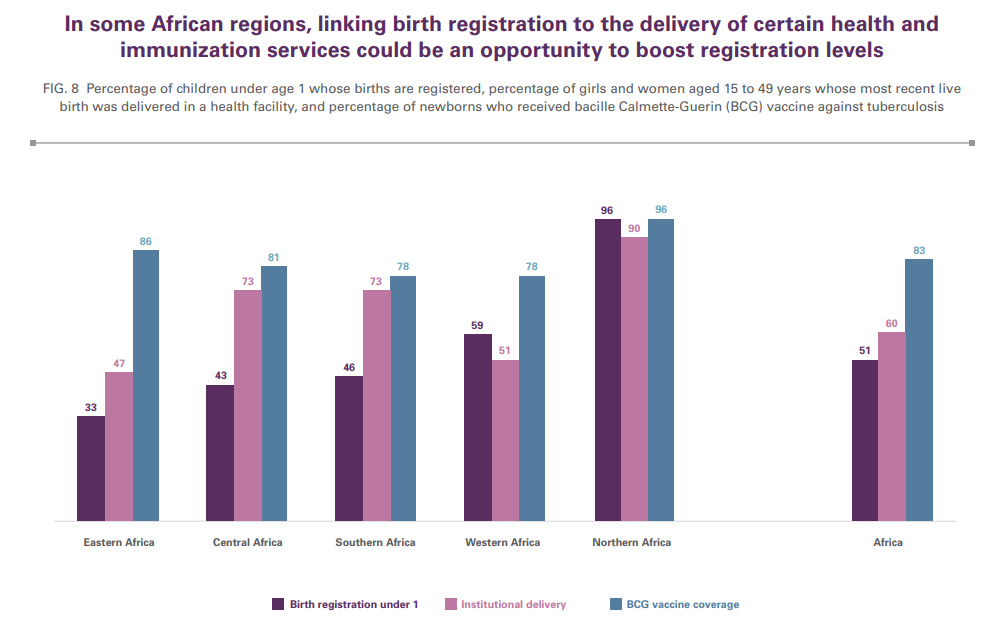 In some African regions, linking birth registration to the delivery of certain health and
immunization services could be an opportunity to boost registration levels
FIG. 8 Percentage of children under age 1 whose births are registered, percentage of girls and women aged 15 to 49 years whose most recent live
birth was delivered in a health facility, and percentage of newborns who received bacille Calmette-Guerin (BCG) vaccine against tuberculosis
33 47 86
43 73 81
46 73 78
59 51 78
96 90 96
51 60 83
Eastern Africa Central Africa Southern Africa Western Africa Northern Africa Africa
Birth registration under 1 Institutional delivery BCG vaccine coverage